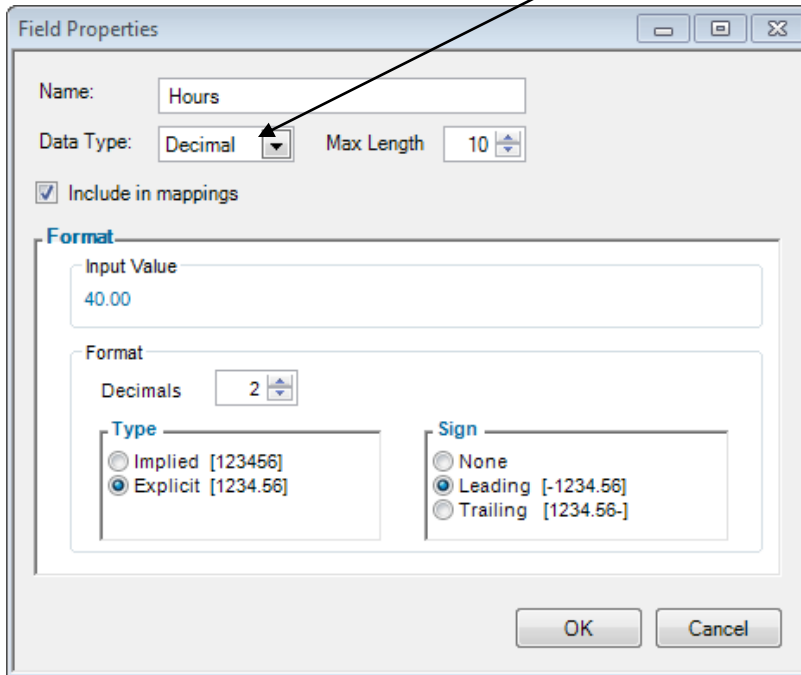 Field Properties
Name: Hours
Data Type: Decimal Max Length 10
Include in mappings
Format
Input Value
40.00
Format
Decimals 2
Type
Implied [123456]
Explicit [1234.56]
Sign
None
Leading [-1234.56]
Trailing [1234.56-]
OK Cancel